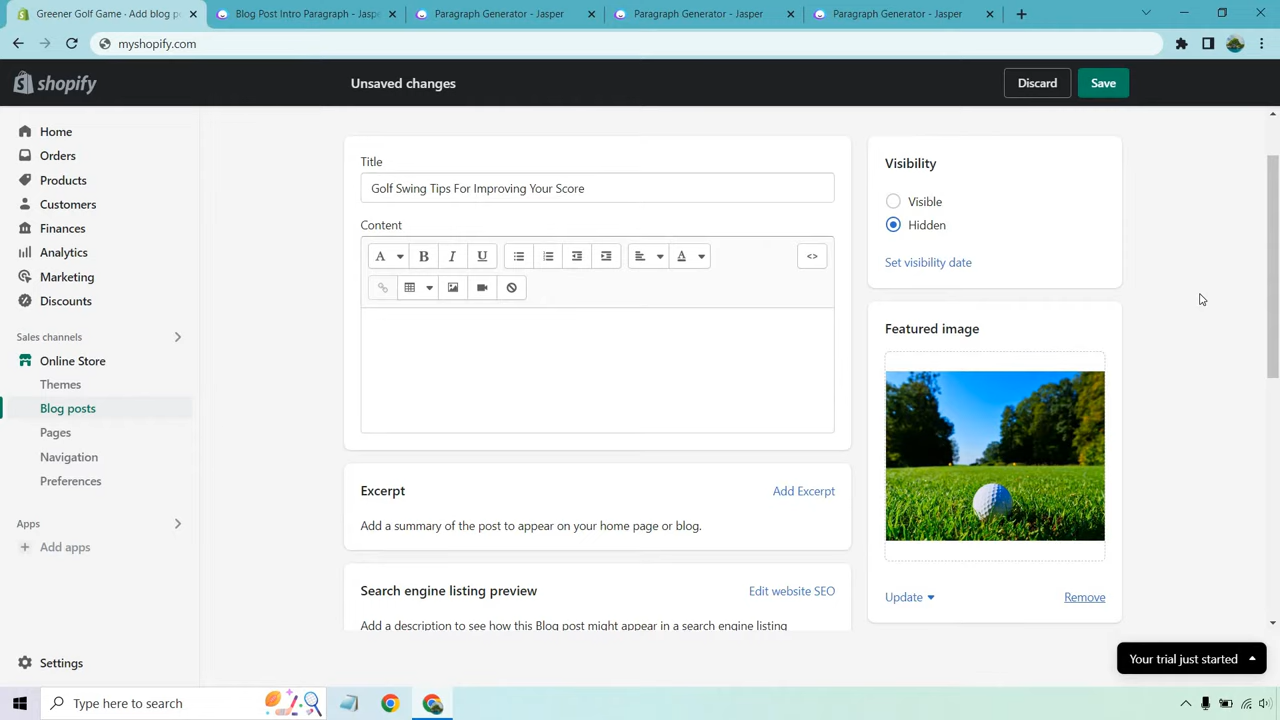 Greener Golf Game - Add blog p
Blog Post Intro Paragraph - Jaspe
Paragraph Generator - Jasper
Paragraph Generator - Jasper
Paragraph Generator - Jasper
myshopify.com
shopify
Unsaved changes
Discard
Save
Home
Orders
Products
Customers
Finances
Analytics
Marketing
Discounts
Sales channels
Online Store
Themes
Blog posts
Pages
Navigation
Preferences
Apps
Add apps
Settings
Title
Golf Swing Tips For Improving Your Score
Content
A B I U A <>
Excerpt
Add Excerpt
Add a summary of the post to appear on your home page or blog.
Search engine listing preview
Edit website SEO
Add a description to see how this Blog post might appear in a search engine listing
Visibility
Visible
Hidden
Set visibility date
Featured image
Update
Remove
Your trial just started
Type here to search